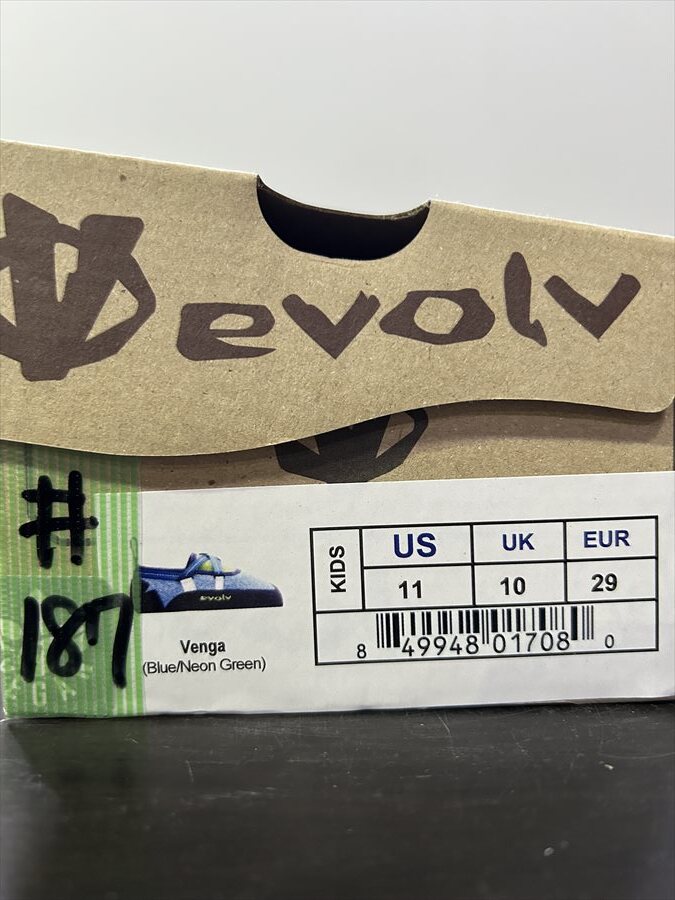 evolv
#
187
evolv
Venga
(Blue/Neon Green)
KIDS
US UK EUR
11 10 29
8 49948 01708 0